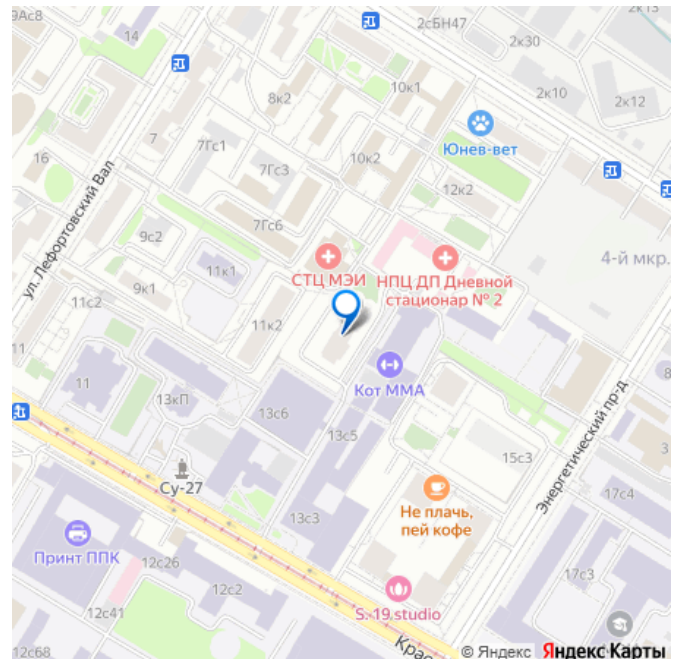 2к13
9Ас8
2сБН47
14
2к30
10к1
2к10
8к2
2к12
7
7Гс1
Юнев-вет
16
7Гс3
10к2
12к2
ул. Лефортовский Вал
7Гс6
9с2
4-й мкр.
11к1
СТЦ МЭИ
НПЦ ДП Дневной
стационар № 2
9к1
11с2
11к2
11
Кот ММА
8
11
13кП
13с6
13с5
Энергетический пр-д
15с3
3
Су-27
17с4
Не плачь,
пей кофе
13с3
Принт ППК
12с26
17с3
12с2
S. 19 studio
12с41
12с68
Крас
© Яндекс Яндекс Карты